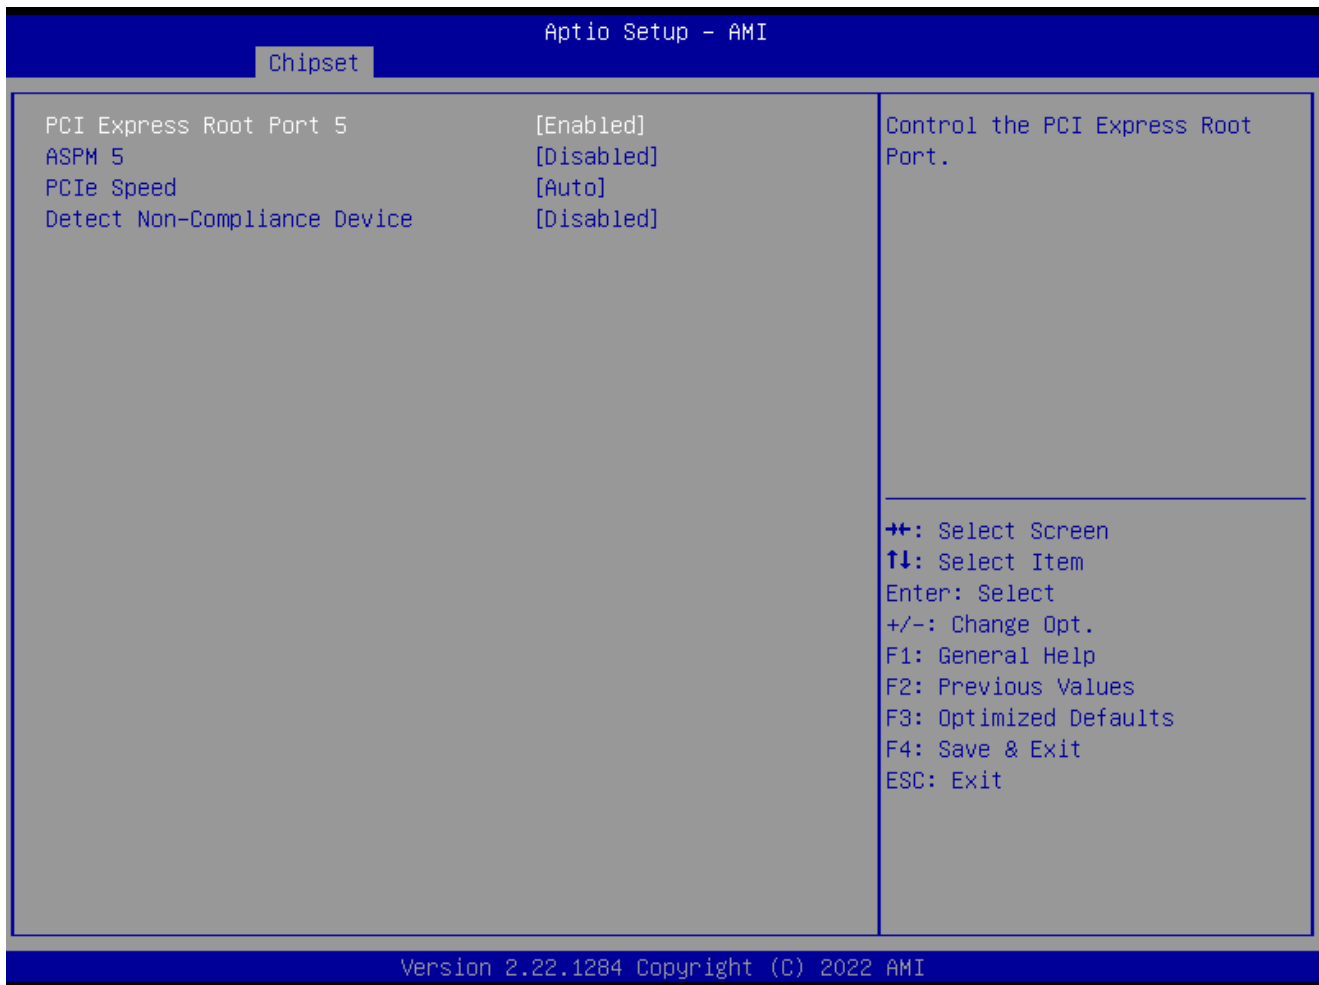 Aptio Setup – AMI
Chipset
PCI Express Root Port 5 [Enabled]
ASPM 5 [Disabled]
PCIe Speed [Auto]
Detect Non-Compliance Device [Disabled]
Control the PCI Express Root
Port.
→←: Select Screen
↑↓: Select Item
Enter: Select
+/-: Change Opt.
F1: General Help
F2: Previous Values
F3: Optimized Defaults
F4: Save & Exit
ESC: Exit
Version 2.22.1284 Copyright (C) 2022 AMI